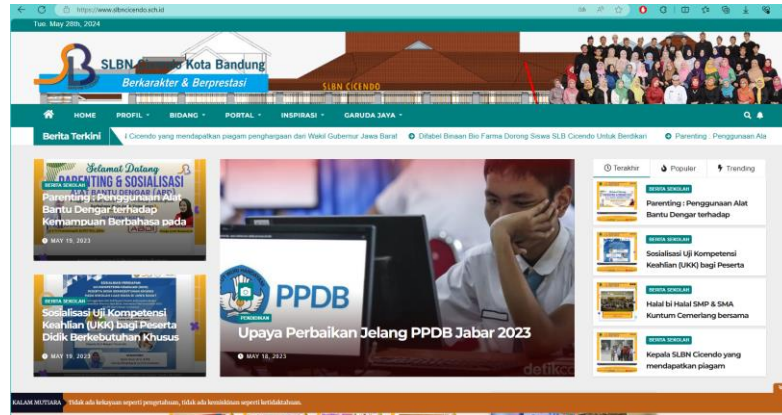 https://www.slbncicendo.sch.id
Tue. May 28th, 2024
SLBN Cicendo Kota Bandung
Berkarakter & Berprestasi
SLBN CICENDO
HOME PROFIL BIDANG PORTAL INSPIRASI GARUDA JAYA
Berita Terkini
Cicendo yang mendapatkan piagam penghargaan dari Wakil Gubernur Jawa Barat
Difabel Binaan Bio Farma Dorong Siswa SLB Cicendo Untuk Berdikari
Parenting : Penggunaan Ala
Selamat Datang
PARENTING & SOSIALISASI
ALAT BANTU DENGAR (ABD)
BERITA SEKOLAH
Parenting : Penggunaan Alat
Bantu Dengar terhadap
Kemampuan Berbahasa pada
MAY 19, 2023
BERITA SEKOLAH
Sosialisasi Uji Kompetensi
Keahlian (UKK) bagi Peserta
Didik Berkebutuhan Khusus
MAY 19, 2023
PPDB
PENDIDIKAN
Upaya Perbaikan Jelang PPDB Jabar 2023
MAY 18, 2023
detikco
Terakhir Populer Trending
BERITA SEKOLAH
Parenting : Penggunaan Alat
Bantu Dengar terhadap
BERITA SEKOLAH
Sosialisasi Uji Kompetensi
Keahlian (UKK) bagi Peserta
BERITA SEKOLAH
Halal bi Halal SMP & SMA
Kuntum Cemerlang bersama
BERITA SEKOLAH
Kepala SLBN Cicendo yang
mendapatkan piagam
KALAM MUTIARA
Tidak ada kekayaan seperti pengetahuan, tidak ada kemiskinan seperti ketidaktahuan.